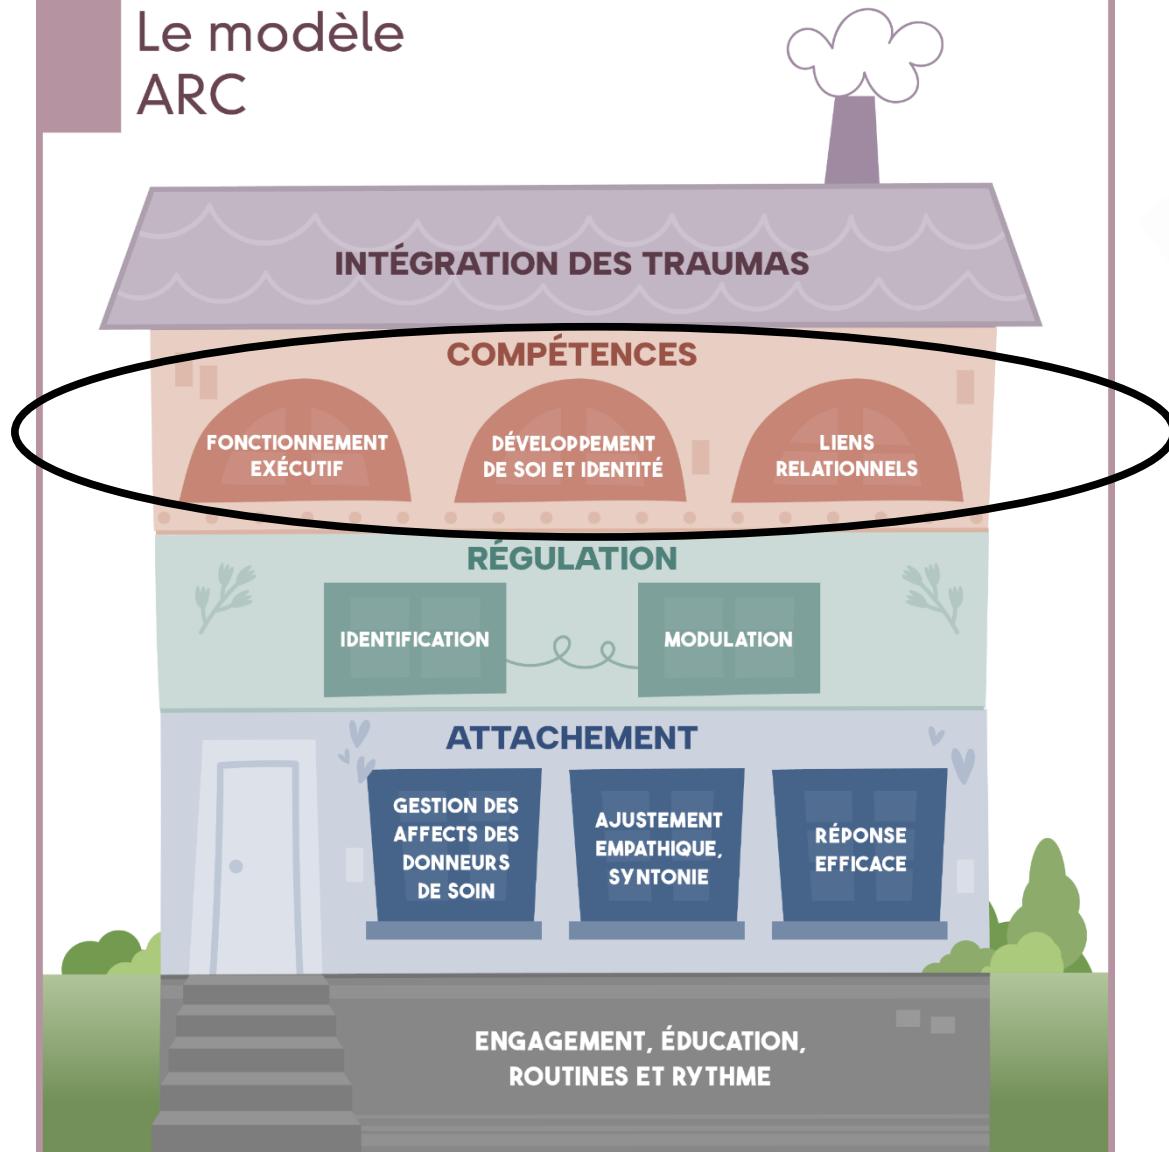 Le modèle
ARC
INTÉGRATION DES TRAUMAS
COMPÉTENCES
FONCTIONNEMENT
EXÉCUTIF
DÉVELOPPEMENT
DE SOI ET IDENTITÉ
LIENS
RELATIONNELS
RÉGULATION
IDENTIFICATION
MODULATION
ATTACHEMENT
GESTION DES
AFFECTS DES
DONNEURS
DE SOIN
AJUSTEMENT
EMPATHIQUE,
SYNTONIE
RÉPONSE
EFFICACE
ENGAGEMENT, ÉDUCATION,
ROUTINES ET RYTHME